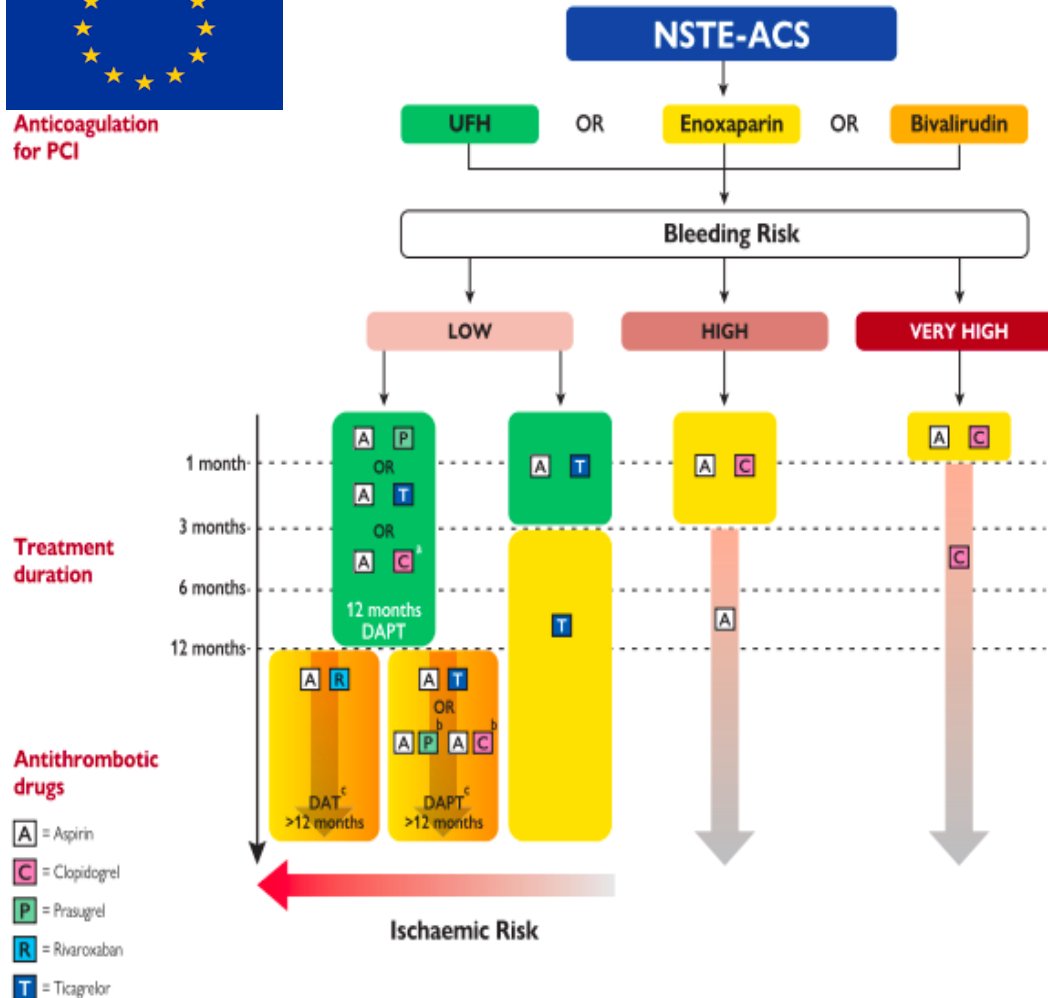 NSTE-ACS
Anticoagulation
for PCI
UFH OR Enoxaparin OR Bivalirudin
Bleeding Risk
LOW HIGH VERY HIGH
Treatment
duration
1 month
3 months
6 months
12 months
A P
OR
A T
OR
A C a
12 months
DAPT
A R
DAT c
>12 months
A T
OR
A P b A C b
DAPT c
>12 months
A T
T
A C
A
A C
C
Ischaemic Risk
Antithrombotic
drugs
A = Aspirin
C = Clopidogrel
P = Prasugrel
R = Rivaroxaban
T = Ticagrelor